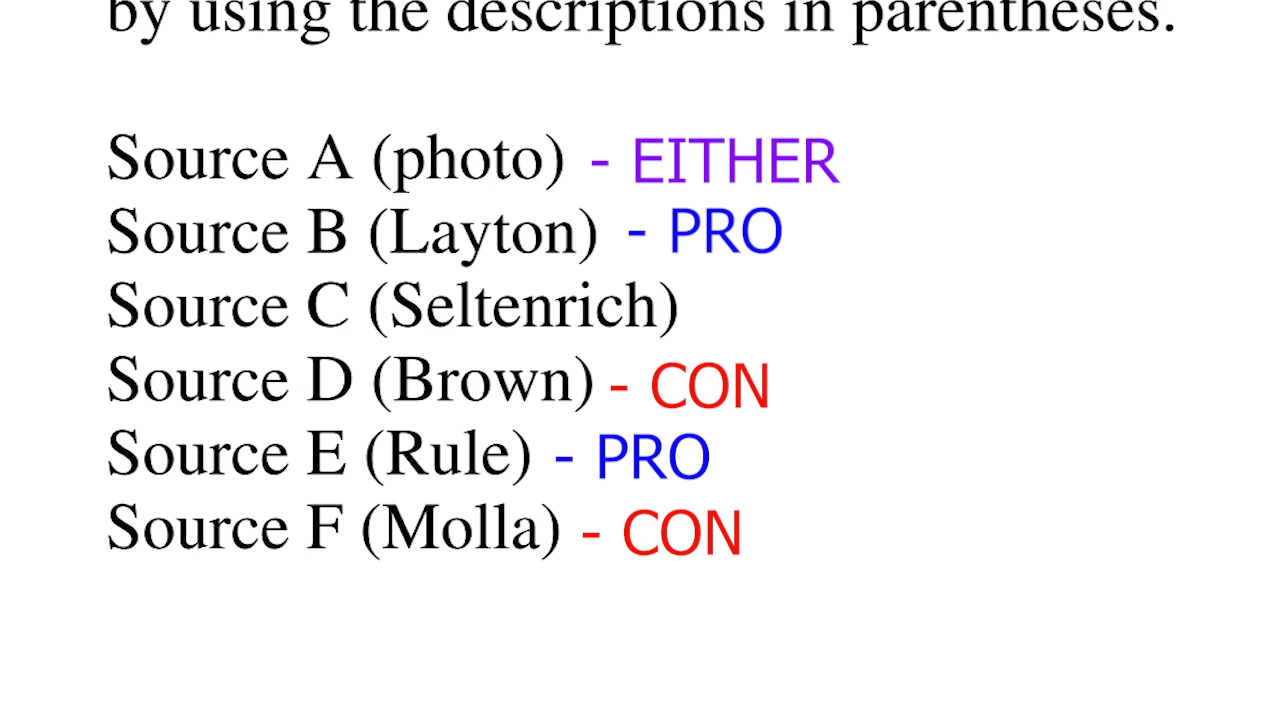 by using the descriptions in parentheses.
Source A (photo) - EITHER
Source B (Layton) - PRO
Source C (Seltenrich)
Source D (Brown) - CON
Source E (Rule) - PRO
Source F (Molla) - CON